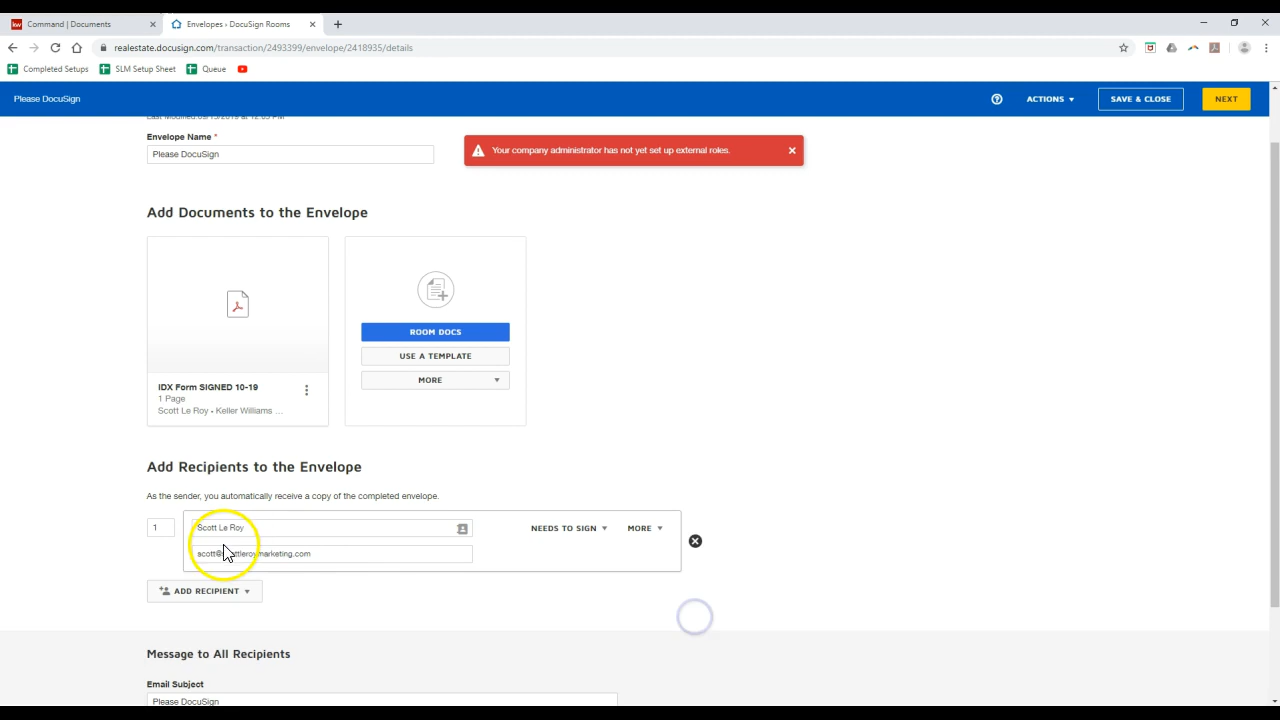 Command | Documents
Envelopes › DocuSign Rooms
realestate.docusign.com/transaction/2493399/envelope/2418935/details
Completed Setups
SLM Setup Sheet
Queue
Please DocuSign
ACTIONS
SAVE & CLOSE
NEXT
Envelope Name *
Please DocuSign
Your company administrator has not yet set up external roles.
Add Documents to the Envelope
ROOM DOCS
USE A TEMPLATE
MORE
IDX Form SIGNED 10-19
1 Page
Scott Le Roy • Keller Williams ...
Add Recipients to the Envelope
As the sender, you automatically receive a copy of the completed envelope.
1
Scott Le Roy
NEEDS TO SIGN
MORE
scott@scottleroymarketing.com
ADD RECIPIENT
Message to All Recipients
Email Subject
Please DocuSign